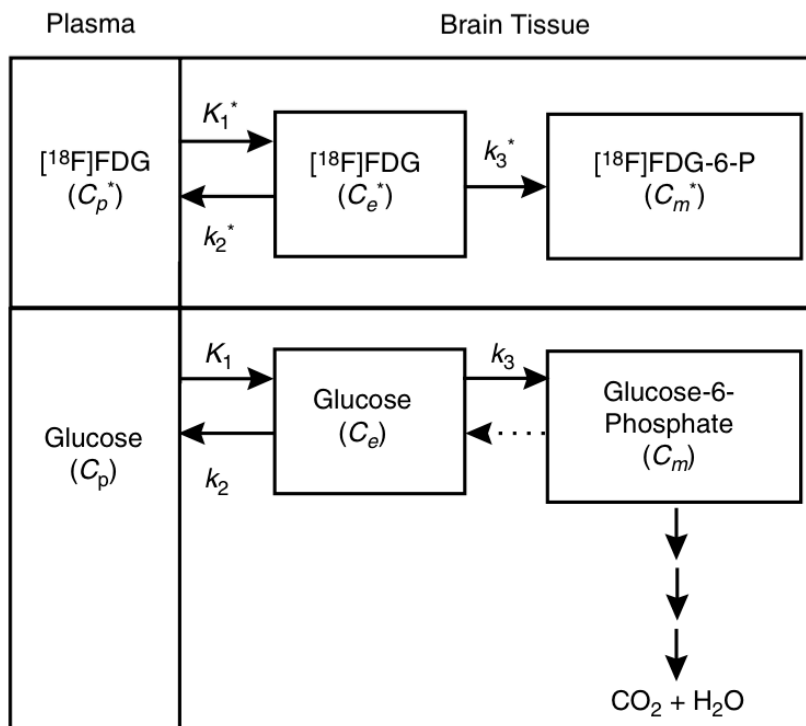 Plasma Brain Tissue
K₁*
[¹⁸F]FDG [¹⁸F]FDG k₃* [¹⁸F]FDG-6-P
(Cₚ*) (Cₑ*) (Cₘ*)
k₂*
K₁ k₃
Glucose Glucose-6-
(Cₑ) Phosphate
Glucose (Cₘ)
(Cₚ) k₂
CO₂ + H₂O